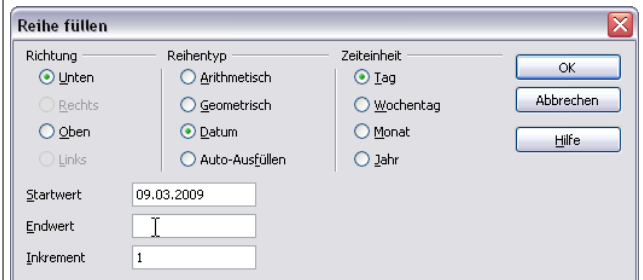 Reihe füllen
Richtung
Unten
Rechts
Oben
Links
Reihentyp
Arithmetisch
Geometrisch
Datum
Auto-Ausfüllen
Zeiteinheit
Tag
Wochentag
Monat
Jahr
OK
Abbrechen
Hilfe
Startwert 09.03.2009
Endwert
Inkrement 1